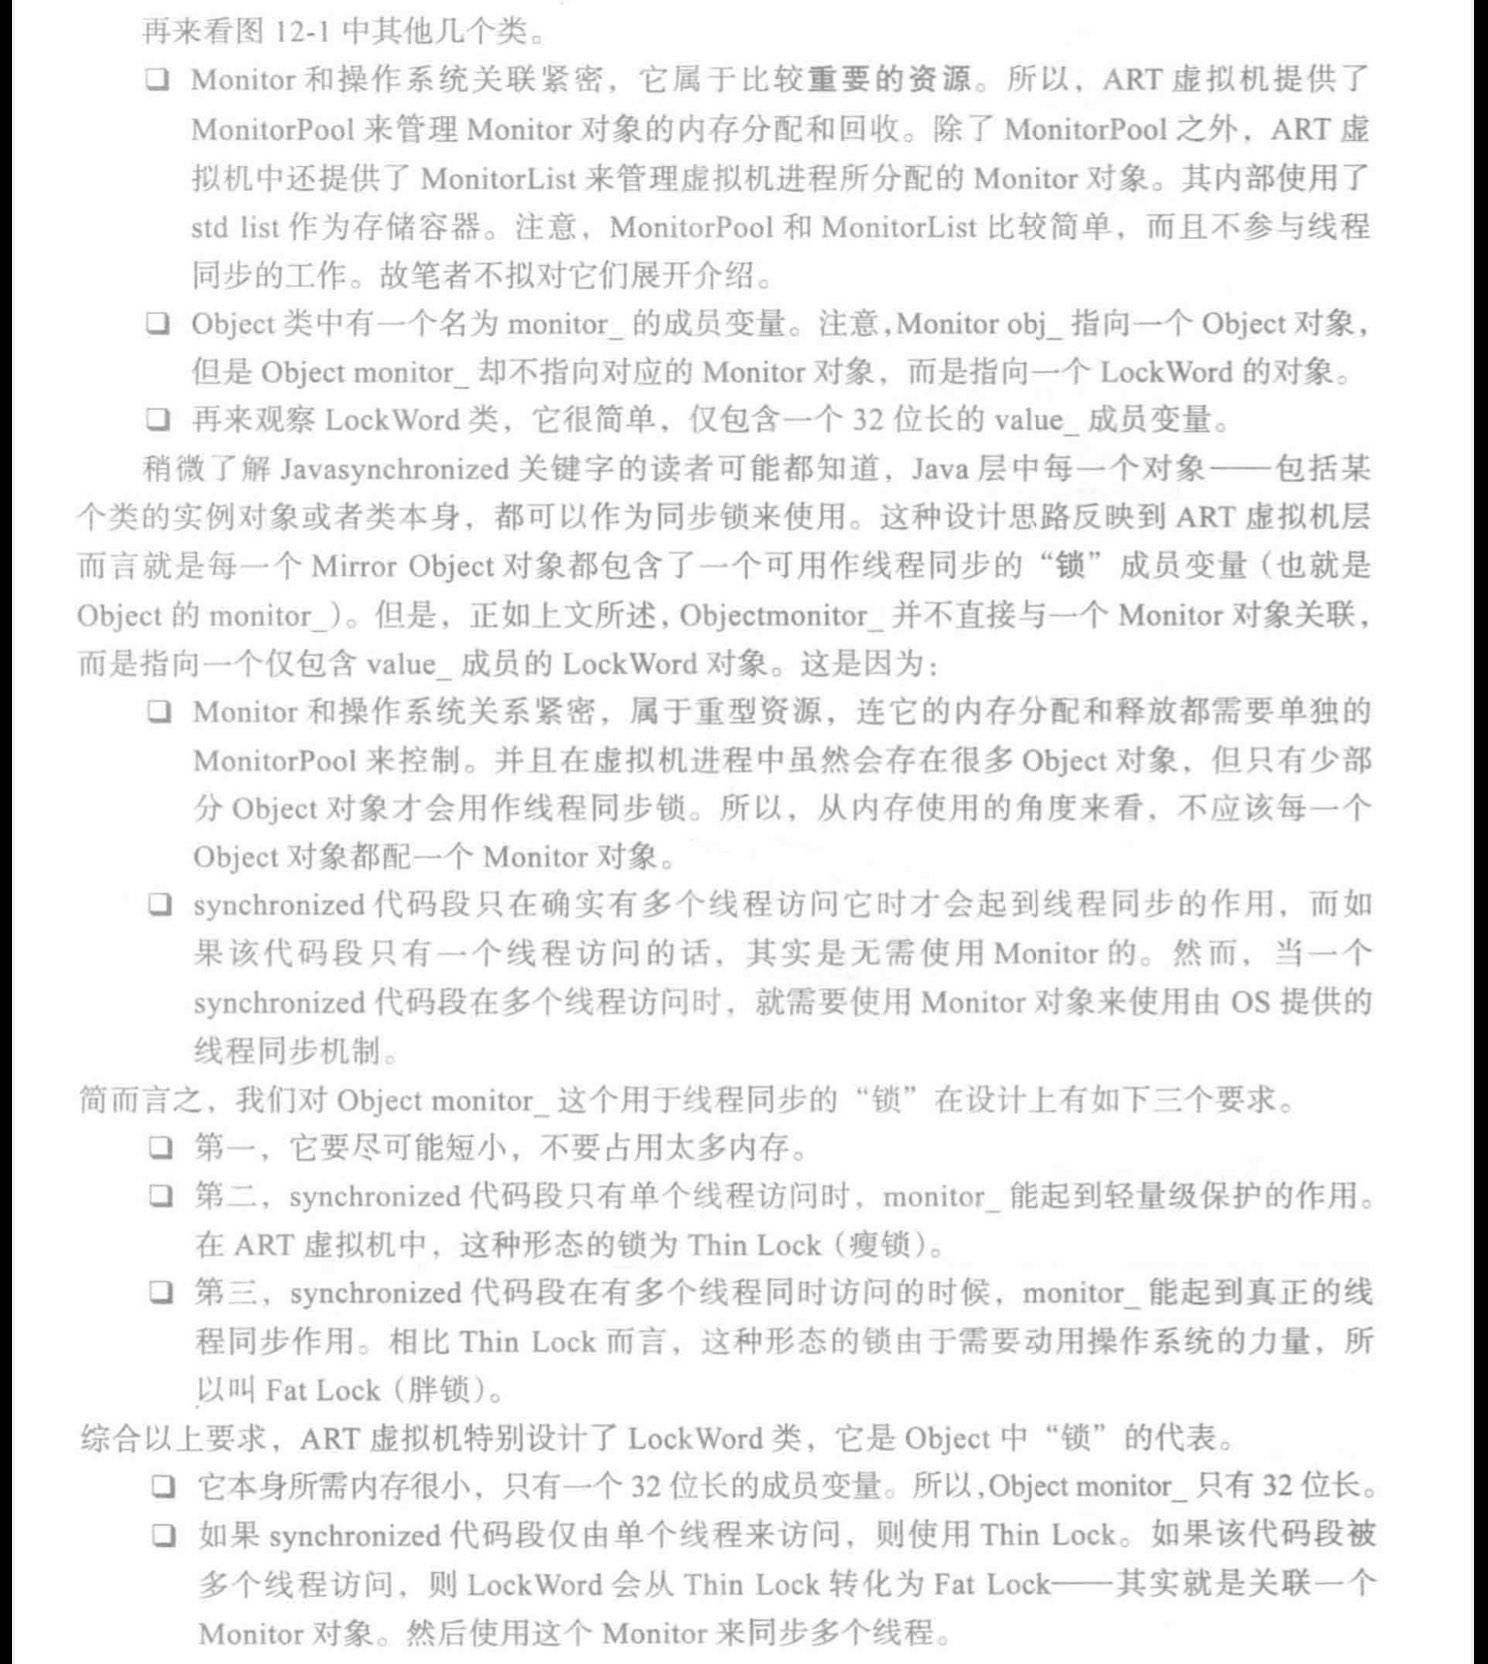 再来看图 12-1 中其他几个类。
❑ Monitor 和操作系统关联紧密，它属于比较重要的资源。所以，ART 虚拟机提供了
MonitorPool 来管理 Monitor 对象的内存分配和回收。除了 MonitorPool 之外，ART 虚
拟机中还提供了 MonitorList 来管理虚拟机进程所分配的 Monitor 对象。其内部使用了
std list 作为存储容器。注意，MonitorPool 和 MonitorList 比较简单，而且不参与线程
同步的工作。故笔者不拟对它们展开介绍。
❑ Object 类中有一个名为 monitor_ 的成员变量。注意，Monitor obj_ 指向一个 Object 对象，
但是 Object monitor_ 却不指向对应的 Monitor 对象，而是指向一个 LockWord 的对象。
❑ 再来观察 LockWord 类，它很简单，仅包含一个 32 位长的 value_ 成员变量。
稍微了解 Javasynchronized 关键字的读者可能都知道，Java 层中每一个对象——包括某
个类的实例对象或者类本身，都可以作为同步锁来使用。这种设计思路反映到 ART 虚拟机层
而言就是每一个 Mirror Object 对象都包含了一个可用作线程同步的“锁”成员变量（也就是
Object 的 monitor_）。但是，正如上文所述，Objectmonitor_ 并不直接与一个 Monitor 对象关联，
而是指向一个仅包含 value_ 成员的 LockWord 对象。这是因为：
❑ Monitor 和操作系统关系紧密，属于重型资源，连它的内存分配和释放都需要单独的
MonitorPool 来控制。并且在虚拟机进程中虽然会存在很多 Object 对象，但只有少部
分 Object 对象才会用作线程同步锁。所以，从内存使用的角度来看，不应该每一个
Object 对象都配一个 Monitor 对象。
❑ synchronized 代码段只在确实有多个线程访问它时才会起到线程同步的作用，而如
果该代码段只有一个线程访问的话，其实是无需使用 Monitor 的。然而，当一个
synchronized 代码段在多个线程访问时，就需要使用 Monitor 对象来使用由 OS 提供的
线程同步机制。
简而言之，我们对 Object monitor_ 这个用于线程同步的“锁”在设计上有如下三个要求。
❑ 第一，它要尽可能短小，不要占用太多内存。
❑ 第二，synchronized 代码段只有单个线程访问时，monitor_ 能起到轻量级保护的作用。
在 ART 虚拟机中，这种形态的锁为 Thin Lock（瘦锁）。
❑ 第三，synchronized 代码段在有多个线程同时访问的时候，monitor_ 能起到真正的线
程同步作用。相比 Thin Lock 而言，这种形态的锁由于需要动用操作系统的力量，所
以叫 Fat Lock（胖锁）。
综合以上要求，ART 虚拟机特别设计了 LockWord 类，它是 Object 中“锁”的代表。
❑ 它本身所需内存很小，只有一个 32 位长的成员变量。所以，Object monitor_ 只有 32 位长。
❑ 如果 synchronized 代码段仅由单个线程来访问，则使用 Thin Lock。如果该代码段被
多个线程访问，则 LockWord 会从 Thin Lock 转化为 Fat Lock——其实就是关联一个
Monitor 对象。然后使用这个 Monitor 来同步多个线程。